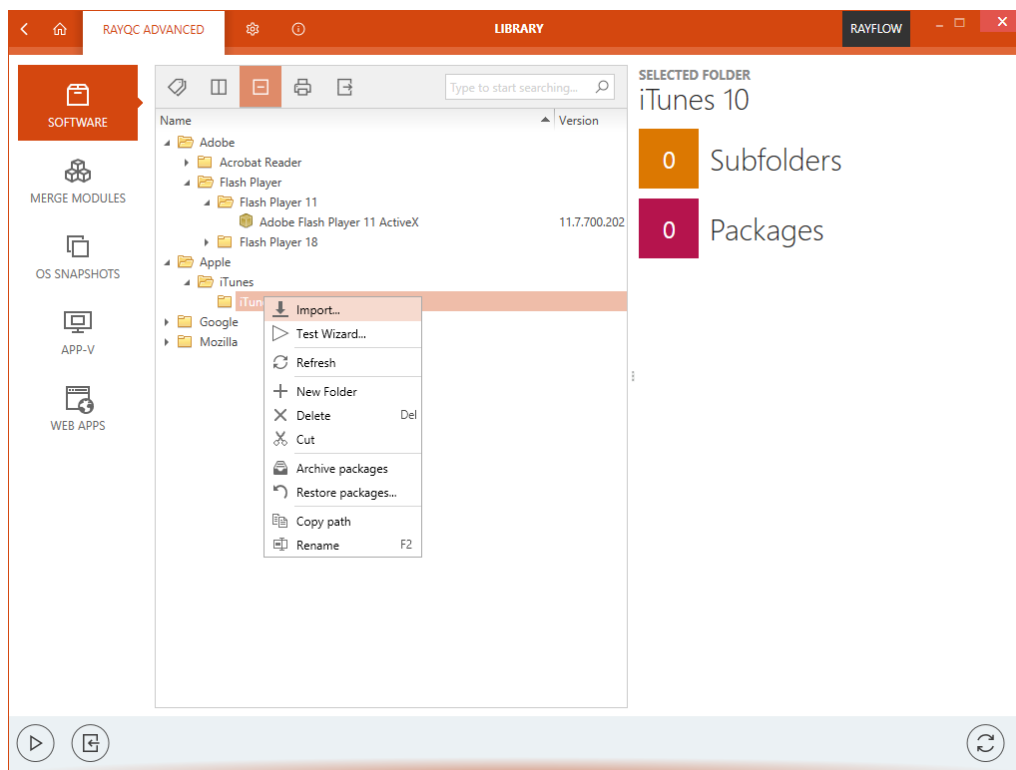 RAYQC ADVANCED
LIBRARY
RAYFLOW
SOFTWARE
MERGE MODULES
OS SNAPSHOTS
APP-V
WEB APPS
Type to start searching...
Name Version
Adobe
Acrobat Reader
Flash Player
Flash Player 11
Adobe Flash Player 11 ActiveX 11.7.700.202
Flash Player 18
Apple
iTunes
iTun
Google
Mozilla
Import...
Test Wizard...
Refresh
New Folder
Delete Del
Cut
Archive packages
Restore packages...
Copy path
Rename F2
SELECTED FOLDER
iTunes 10
0 Subfolders
0 Packages